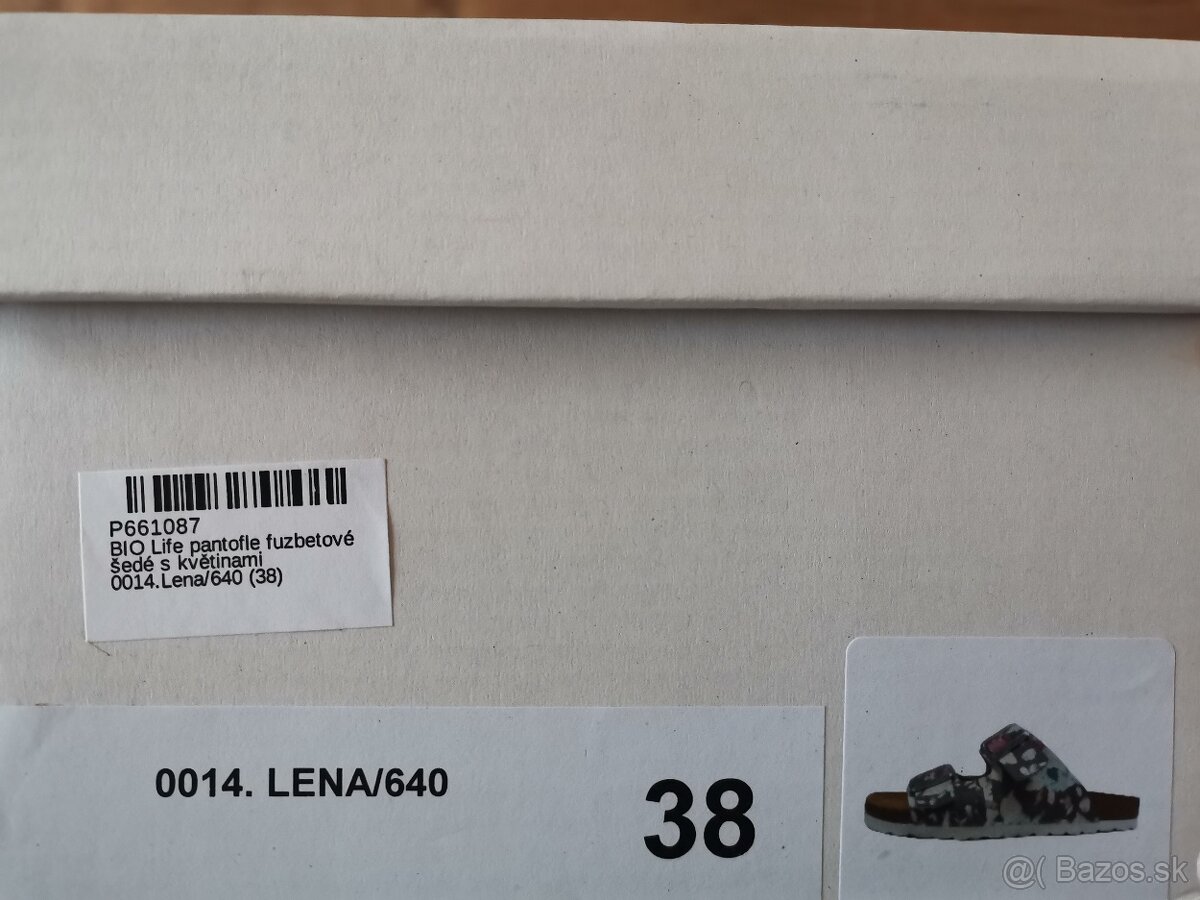 P661087
BIO Life pantofle fuzbetové
šedé s květinami
0014.Lena/640 (38)
0014. LENA/640
38
@( Bazos.sk